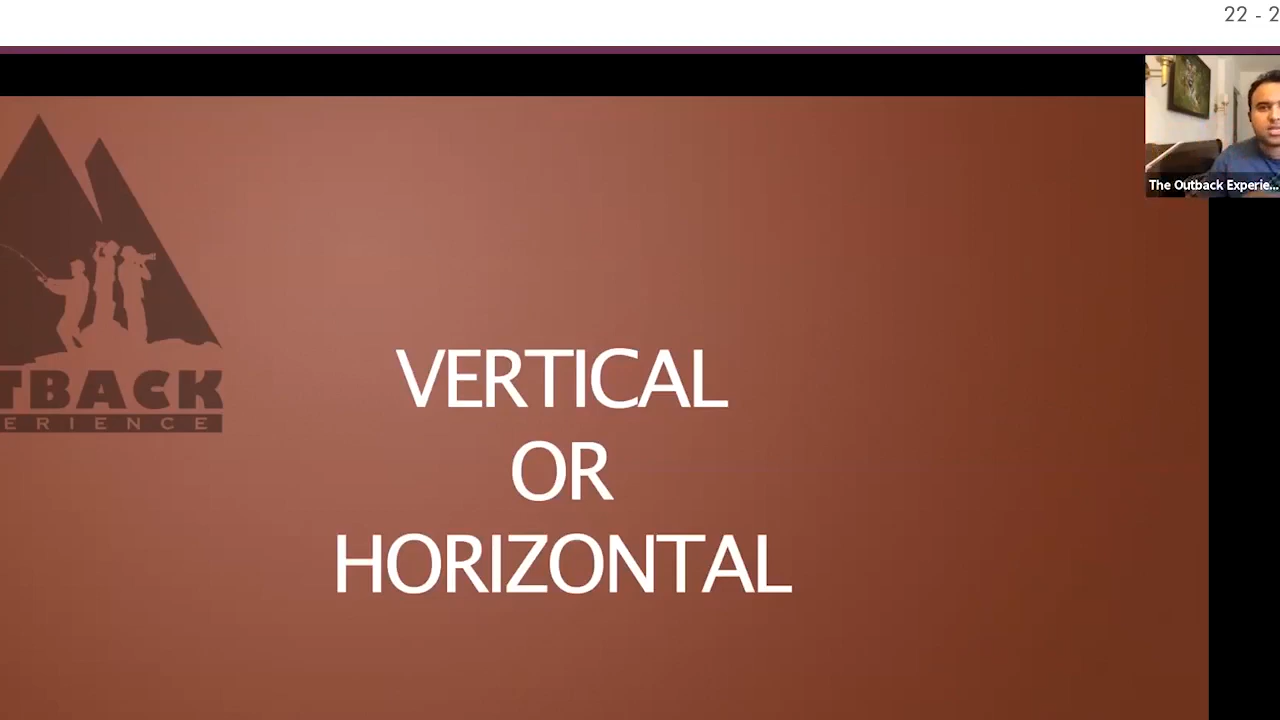 22 - 2
The Outback Experie...
TBACK
ERIENCE
VERTICAL
OR
HORIZONTAL